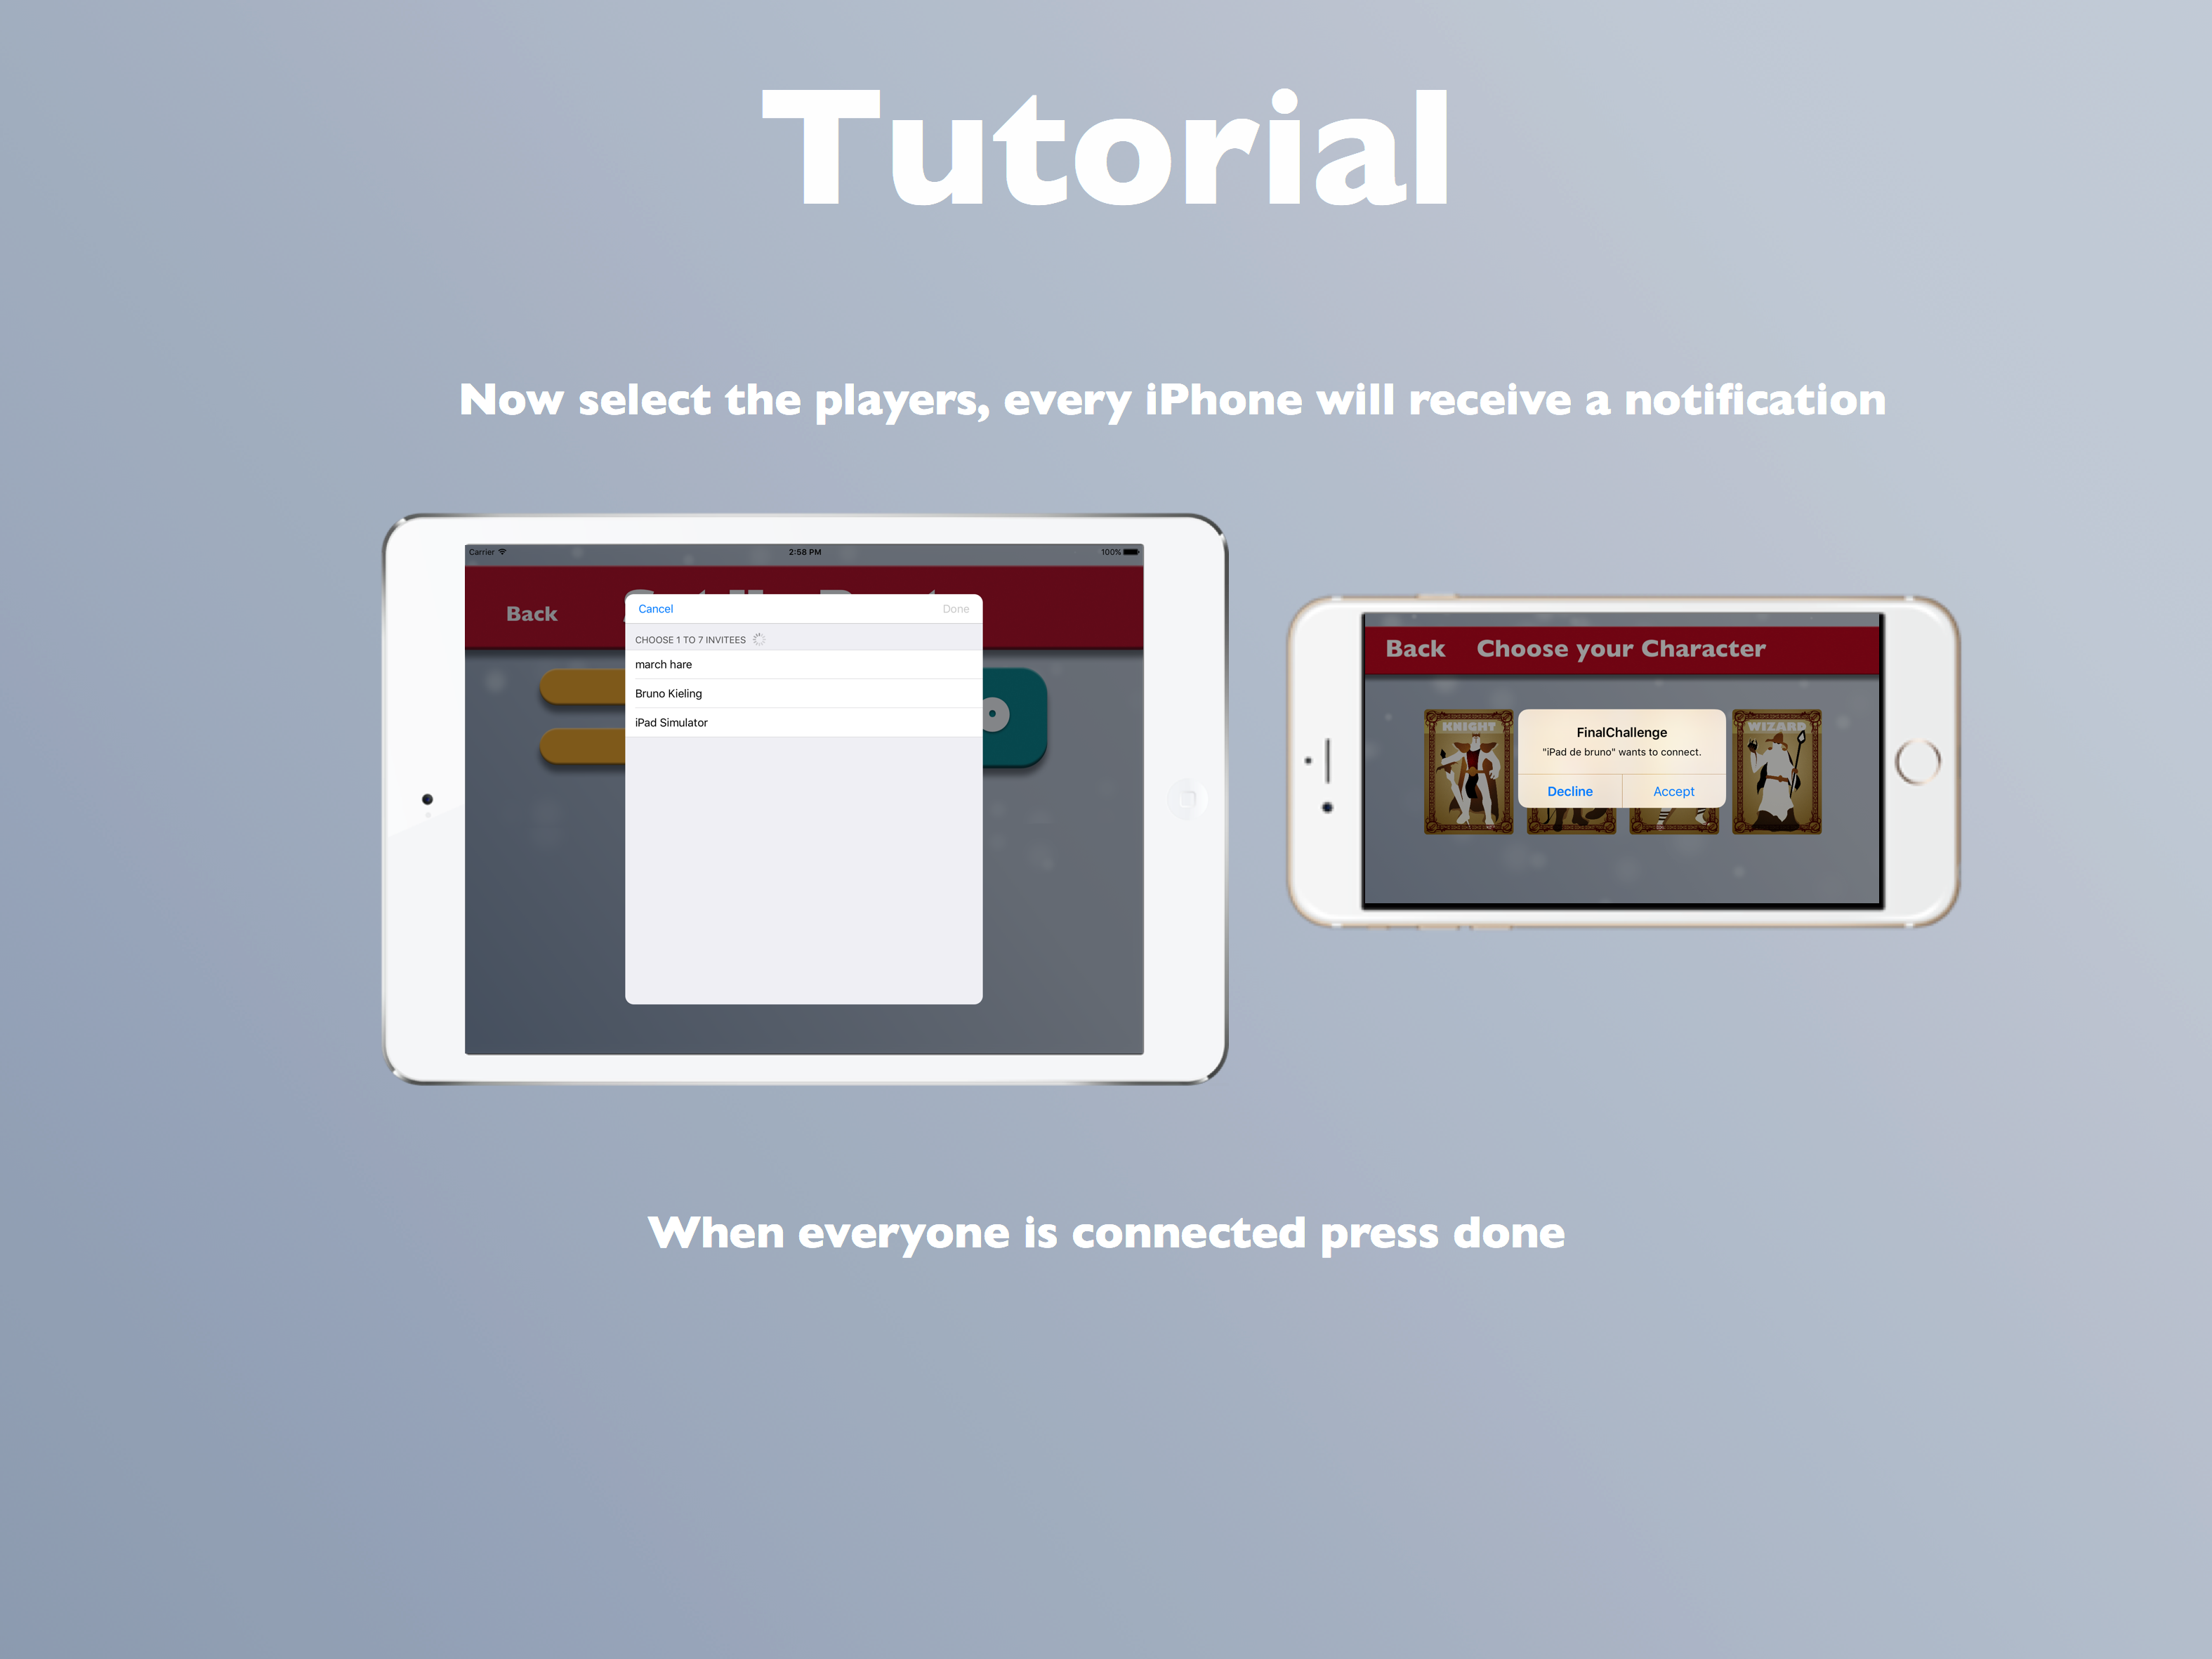 Tutorial
Now select the players, every iPhone will receive a notification
Carrier
2:58 PM
100%
Back
Cancel
Done
CHOOSE 1 TO 7 INVITEES
march hare
Bruno Kieling
iPad Simulator
Back
Choose your Character
KNIGHT
WIZARD
FinalChallenge
"iPad de bruno" wants to connect.
Decline
Accept
When everyone is connected press done